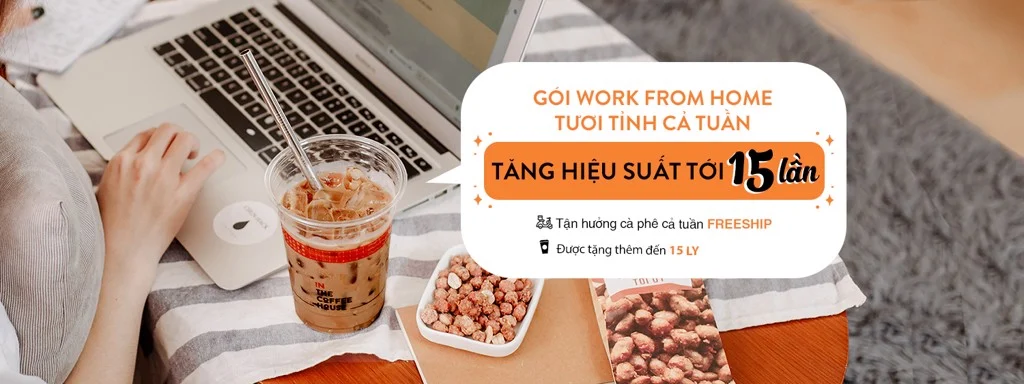 GÓI WORK FROM HOME
TƯƠI TỈNH CẢ TUẦN
TĂNG HIỆU SUẤT TỚI 15 lần
Tận hưởng cà phê cả tuần FREESHIP
Được tặng thêm đến 15 LY
IN
THE
COFFEE
HOUSE